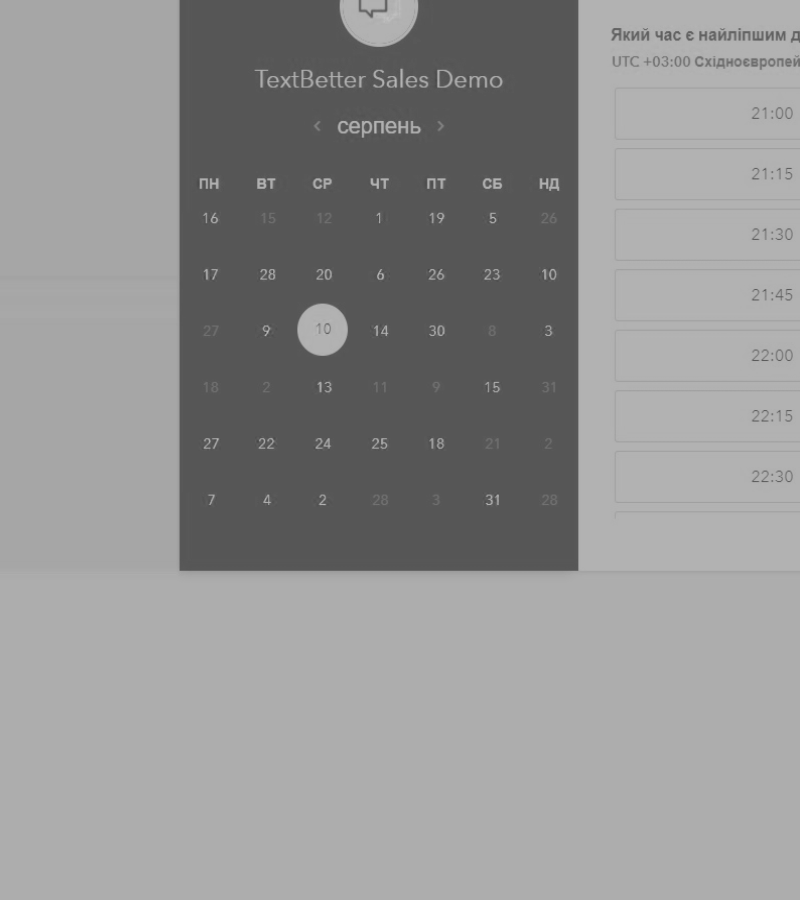 TextBetter Sales Demo
< серпень >
ПН ВТ СР ЧТ ПТ СБ НД
16 15 12 1 19 5 26
17 28 20 6 26 23 10
27 9 10 14 30 8 3
18 2 13 11 9 15 31
27 22 24 25 18 21 2
7 4 2 28 3 31 28
Який час є найліпшим д
UTC +03:00 Східноєвропей
21:00
21:15
21:30
21:45
22:00
22:15
22:30